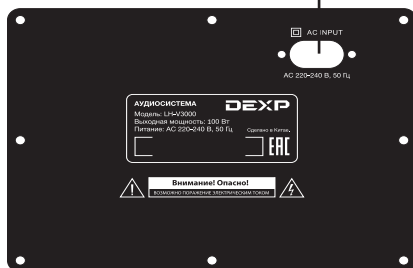 AC INPUT
AC 220-240 В, 50 Гц
АУДИОСИСТЕМА
DEXP
Модель: LH-V3000
Выходная мощность: 100 Вт
Питание: AC 220-240 В, 50 Гц
Сделано в Китае.
EAC
Внимание! Опасно!
ВОЗМОЖНО ПОРАЖЕНИЕ ЭЛЕКТРИЧЕСКИМ ТОКОМ